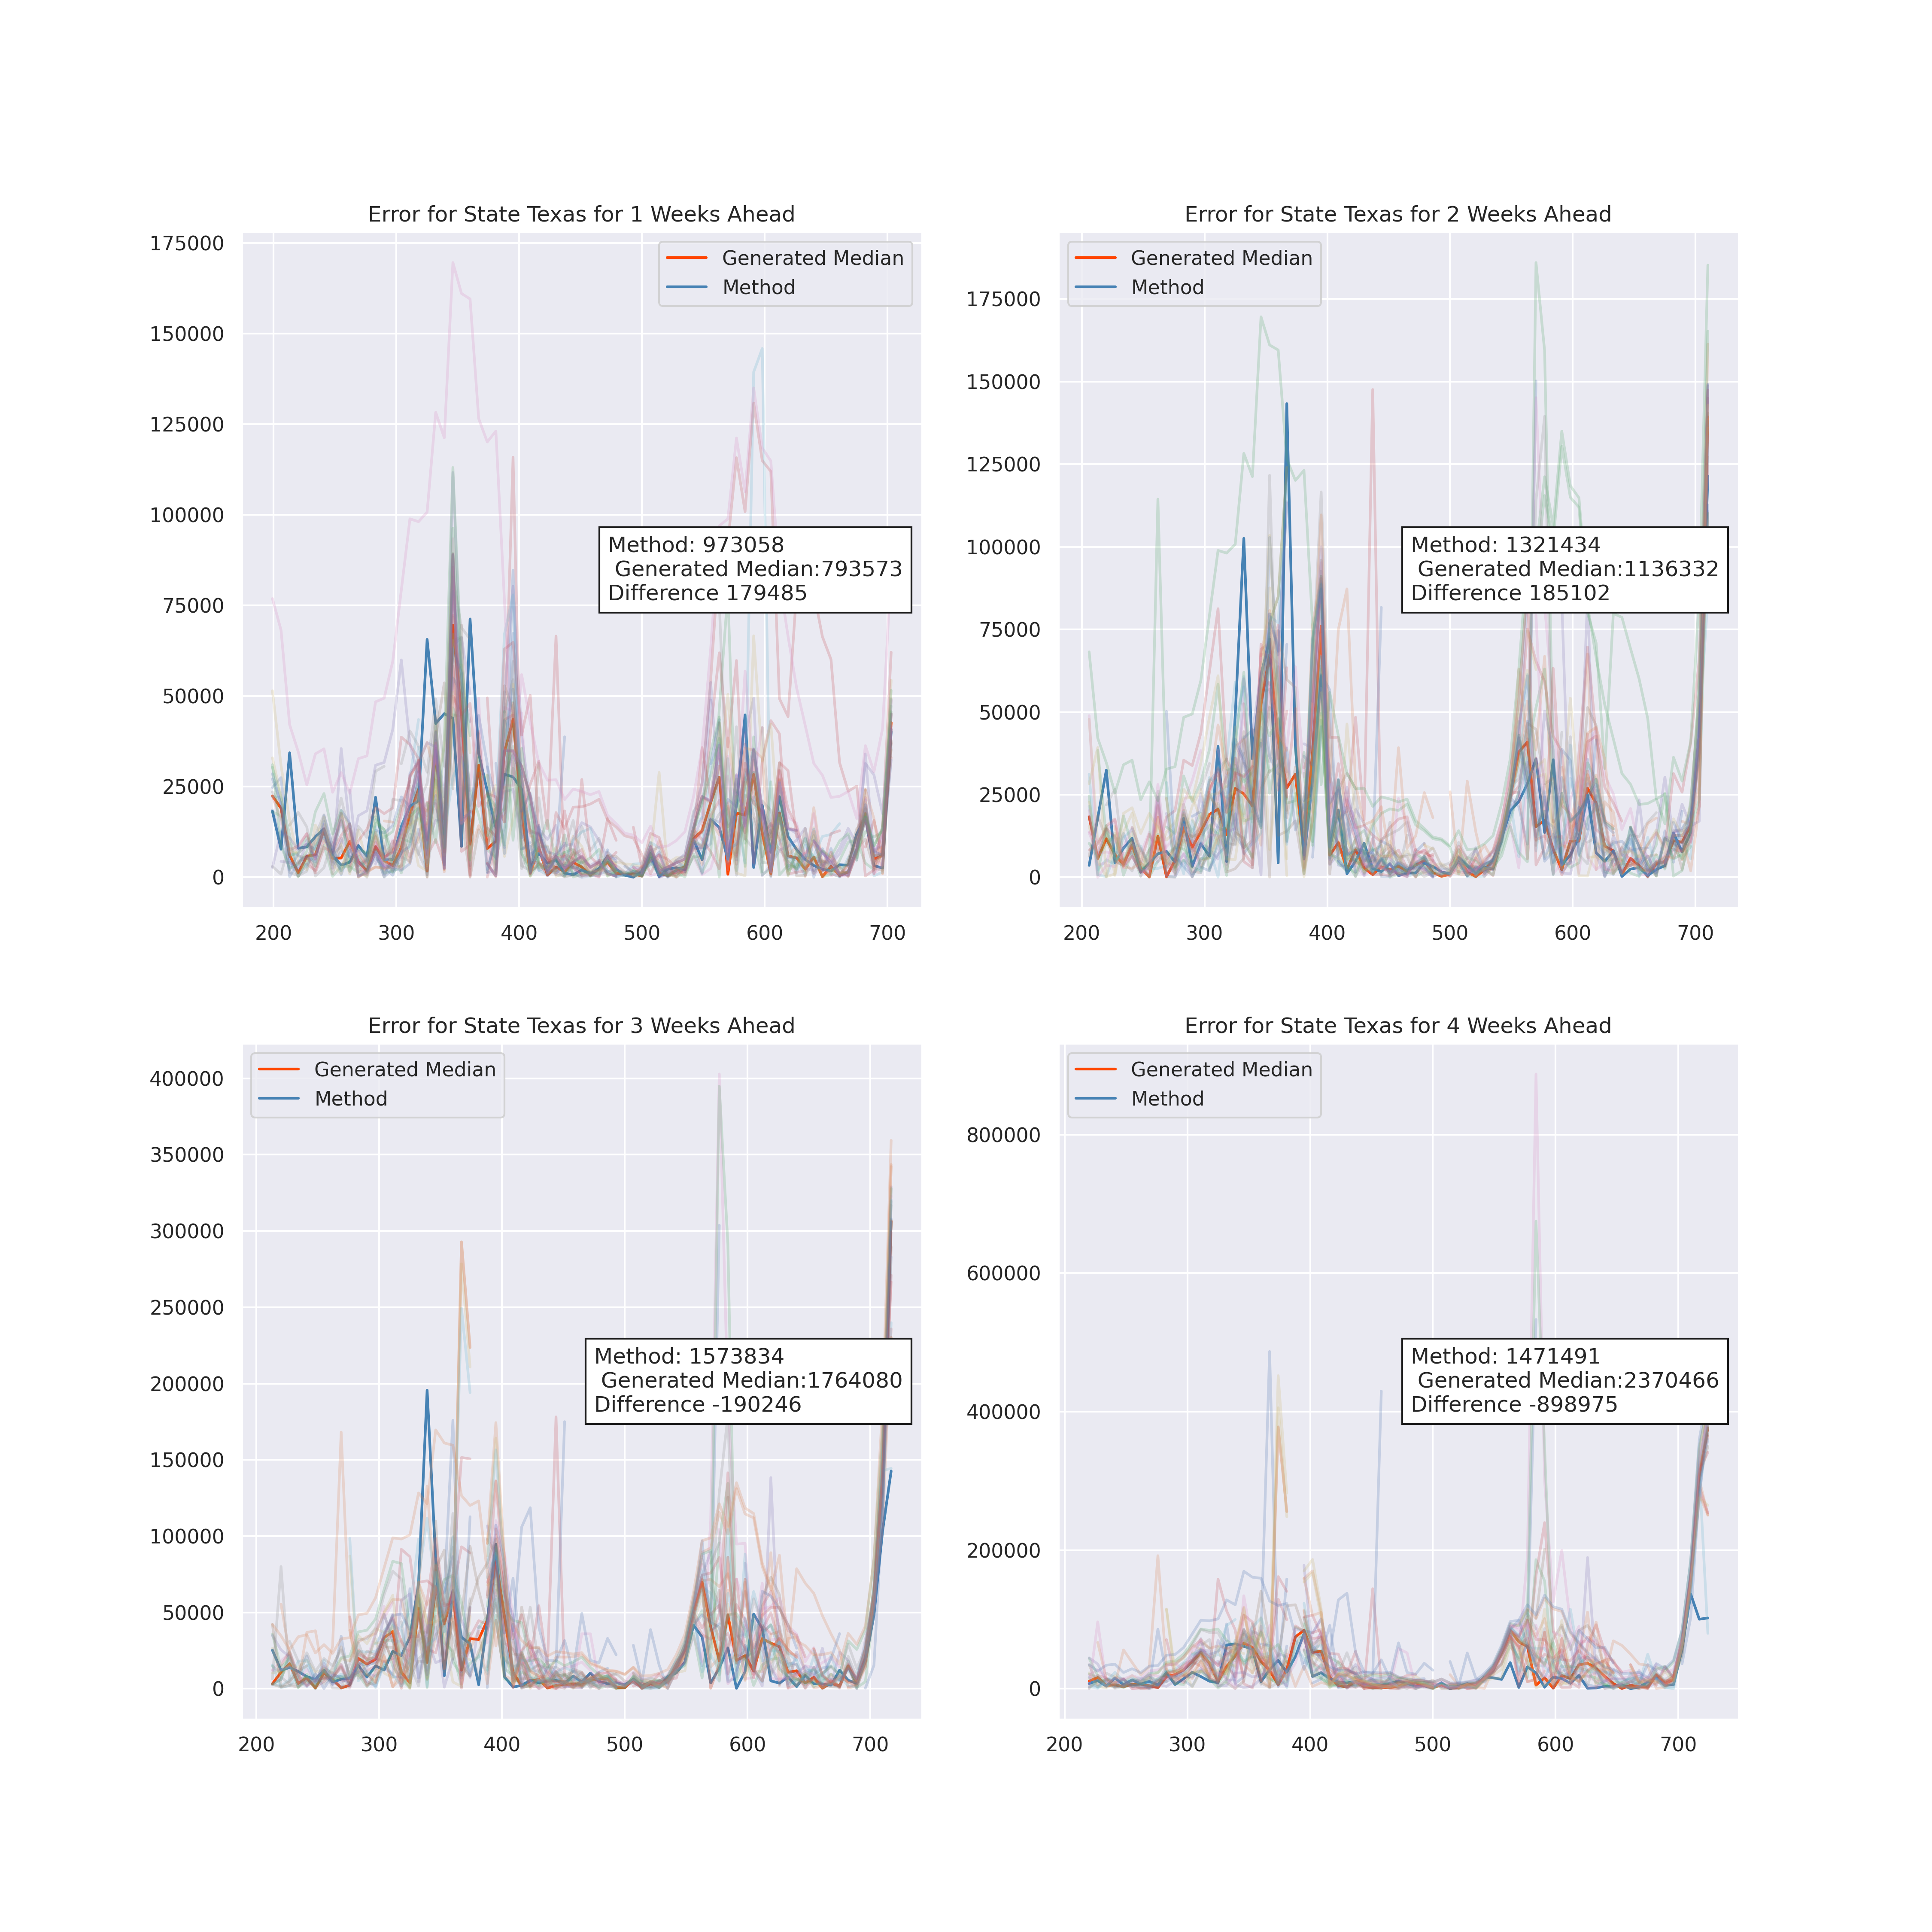 Error for State Texas for 1 Weeks Ahead
175000
150000
125000
100000
75000
50000
25000
0
200 300 400 500 600 700
Generated Median
Method
Method: 973058
Generated Median:793573
Difference 179485
Error for State Texas for 2 Weeks Ahead
175000
150000
125000
100000
75000
50000
25000
0
200 300 400 500 600 700
Generated Median
Method
Method: 1321434
Generated Median:1136332
Difference 185102
Error for State Texas for 3 Weeks Ahead
400000
350000
300000
250000
200000
150000
100000
50000
0
200 300 400 500 600 700
Generated Median
Method
Method: 1573834
Generated Median:1764080
Difference -190246
Error for State Texas for 4 Weeks Ahead
800000
600000
400000
200000
0
200 300 400 500 600 700
Generated Median
Method
Method: 1471491
Generated Median:2370466
Difference -898975